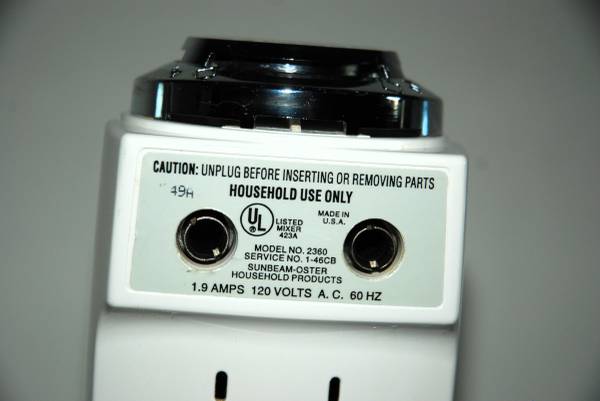 CAUTION: UNPLUG BEFORE INSERTING OR REMOVING PARTS
HOUSEHOLD USE ONLY
49A
UL
LISTED
MIXER
423A
MADE IN
U.S.A.
MODEL NO. 2360
SERVICE NO. 1-46CB
SUNBEAM-OSTER
HOUSEHOLD PRODUCTS
1.9 AMPS 120 VOLTS A. C. 60 HZ